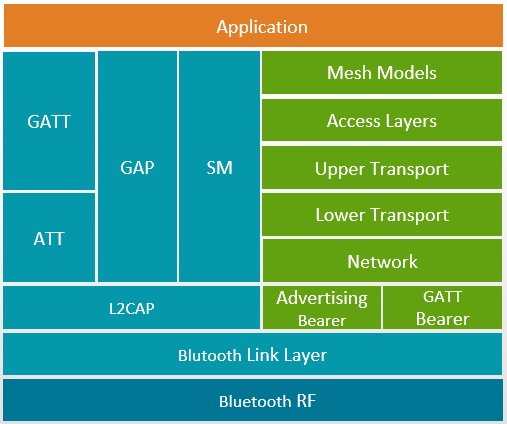 Application
GATT
GAP
SM
Mesh Models
Access Layers
Upper Transport
ATT
Lower Transport
Network
L2CAP
Advertising
Bearer
GATT
Bearer
Blutooth Link Layer
Bluetooth RF